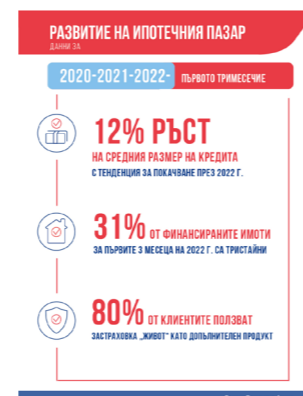 РАЗВИТИЕ НА ИПОТЕЧНИЯ ПАЗАР
ДАННИ ЗА
2020-2021-2022- ПЪРВОТО ТРИМЕСЕЧИЕ
12% РЪСТ
НА СРЕДНИЯ РАЗМЕР НА КРЕДИТА
С ТЕНДЕНЦИЯ ЗА ПОКАЧВАНЕ ПРЕЗ 2022 Г.
31% ОТ ФИНАНСИРАНИТЕ ИМОТИ
ЗА ПЪРВИТЕ 3 МЕСЕЦА НА 2022 Г. СА ТРИСТАЙНИ
80% ОТ КЛИЕНТИТЕ ПОЛЗВАТ
ЗАСТРАХОВКА „ЖИВОТ“ КАТО ДОПЪЛНИТЕЛЕН ПРОДУКТ